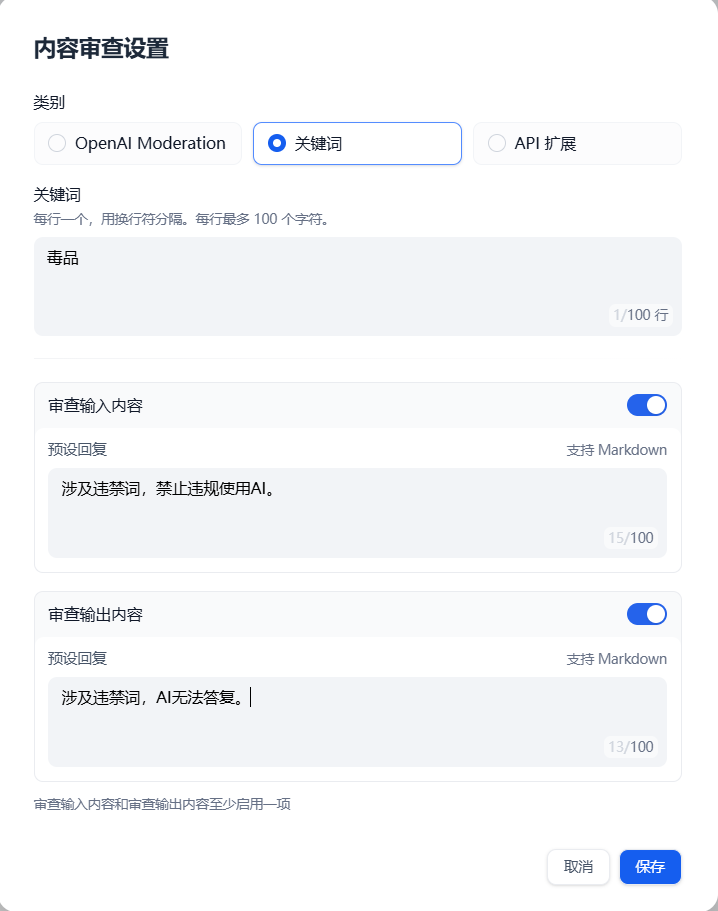 内容审查设置
类别
OpenAI Moderation
关键词
API 扩展
关键词
每行一个，用换行符分隔。每行最多 100 个字符。
毒品
1/100 行
审查输入内容
预设回复
支持 Markdown
涉及违禁词，禁止违规使用AI。
15/100
审查输出内容
预设回复
支持 Markdown
涉及违禁词，AI无法答复。
13/100
审查输入内容和审查输出内容至少启用一项
取消
保存